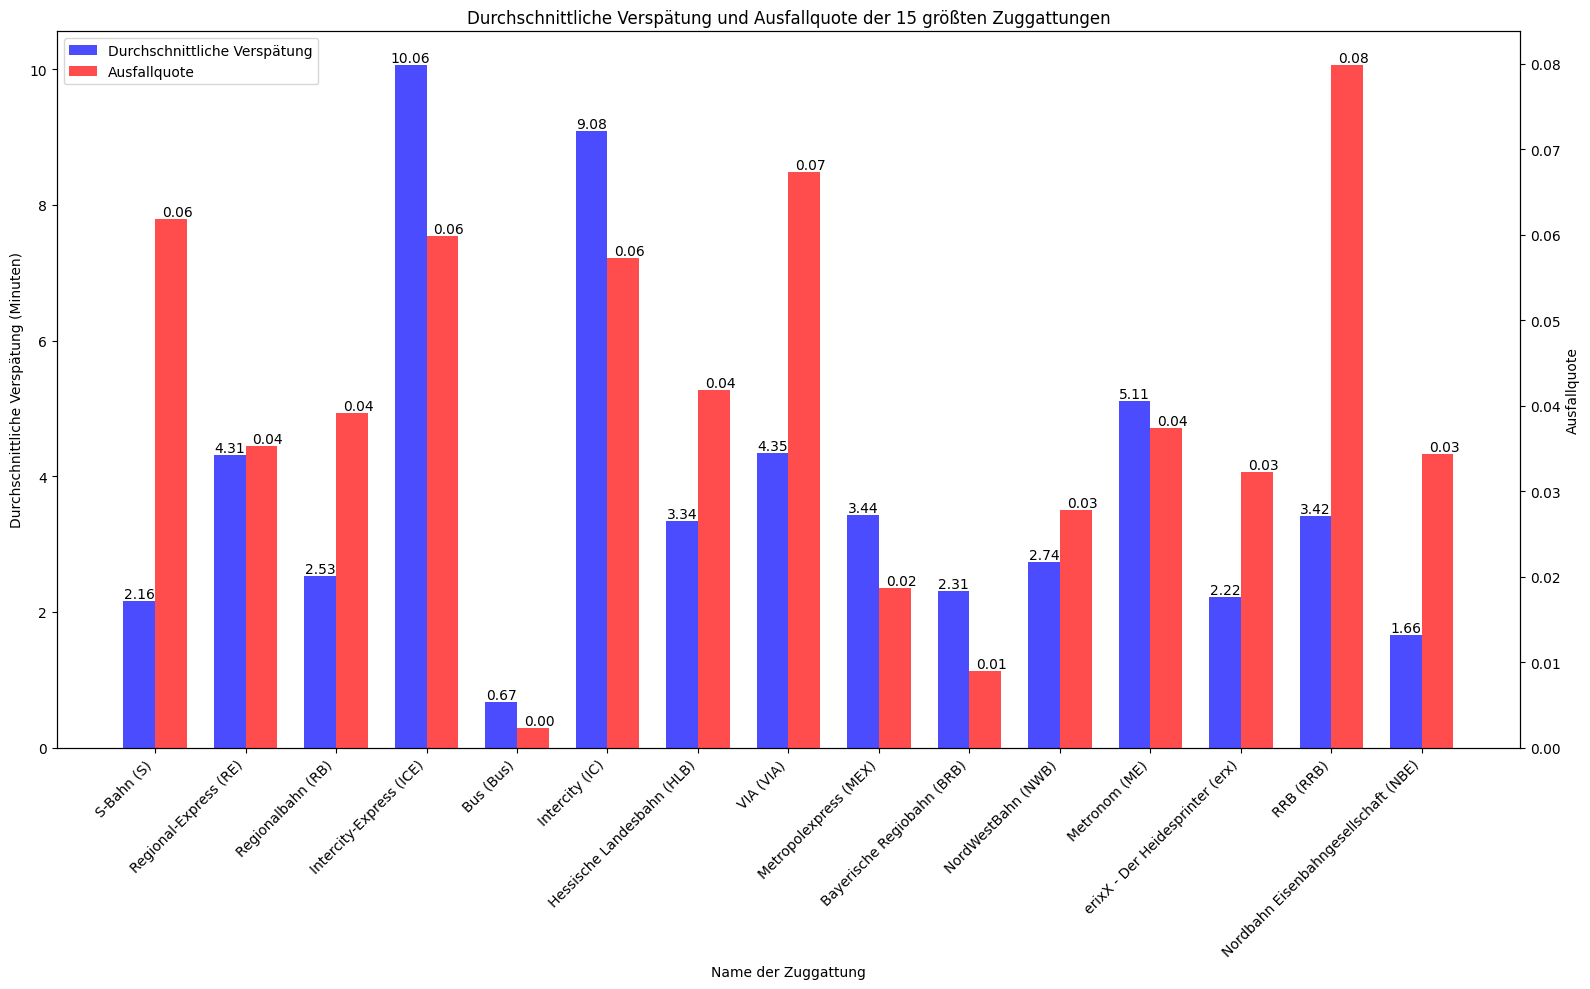 Durchschnittliche Verspätung und Ausfallquote der 15 größten Zuggattungen
Durchschnittliche Verspätung
Ausfallquote
Durchschnittliche Verspätung (Minuten)
10
8
6
4
2
0
2.16
0.06
4.31
0.04
2.53
0.04
10.06
0.06
0.67
0.00
9.08
0.06
3.34
0.04
4.35
0.07
3.44
0.02
2.31
0.01
2.74
0.03
5.11
0.04
2.22
0.03
3.42
0.08
1.66
0.03
0.08
0.07
0.06
0.05
0.04
0.03
0.02
0.01
0.00
Ausfallquote
S-Bahn (S)
Regional-Express (RE)
Regionalbahn (RB)
Intercity-Express (ICE)
Bus (Bus)
Intercity (IC)
Hessische Landesbahn (HLB)
VIA (VIA)
Metropolexpress (MEX)
Bayerische Regiobahn (BRB)
NordWestBahn (NWB)
Metronom (ME)
erixX - Der Heidesprinter (erx)
RRB (RRB)
Nordbahn Eisenbahngesellschaft (NBE)
Name der Zuggattung